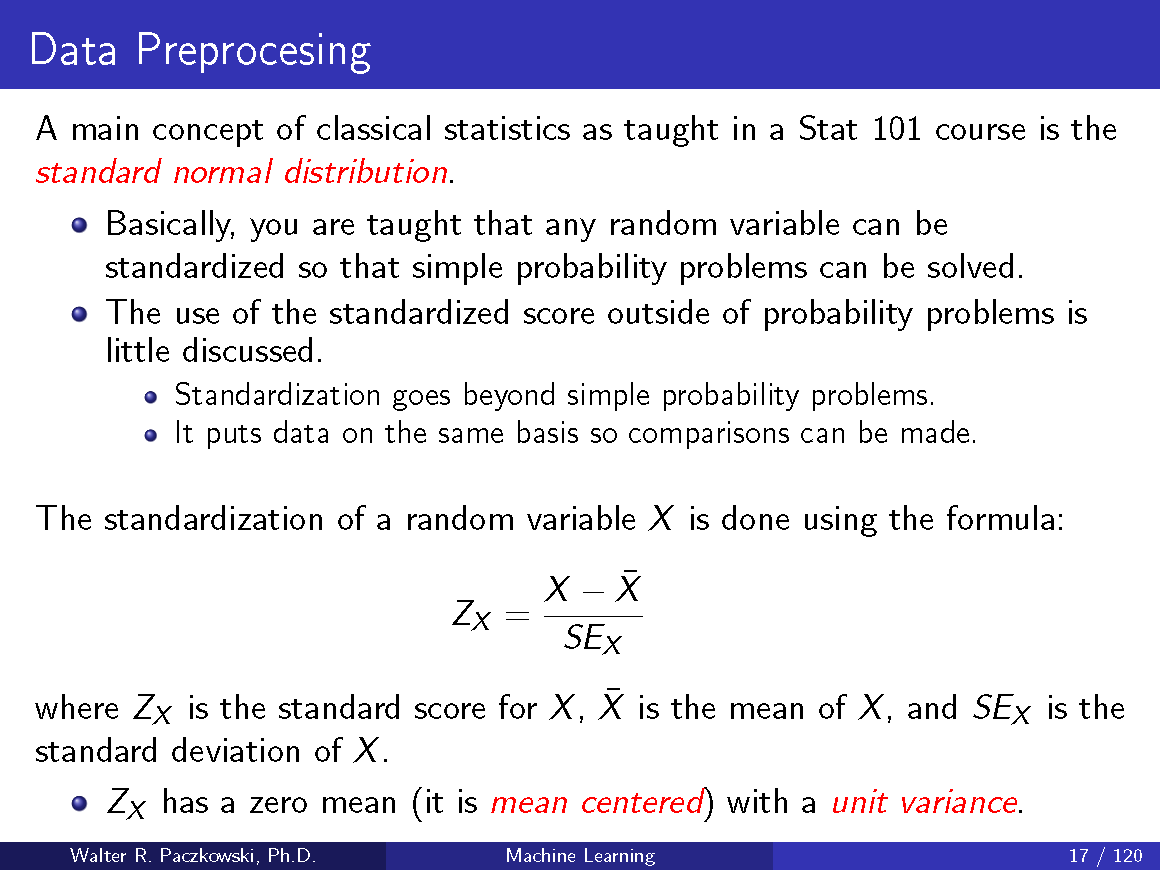 Data Preprocesing
A main concept of classical statistics as taught in a Stat 101 course is the
standard normal distribution.
Basically, you are taught that any random variable can be
standardized so that simple probability problems can be solved.
The use of the standardized score outside of probability problems is
little discussed.
Standardization goes beyond simple probability problems.
It puts data on the same basis so comparisons can be made.
The standardization of a random variable X is done using the formula:
Z_X = (X − X̄) / SE_X
where Z_X is the standard score for X, X̄ is the mean of X, and SE_X is the
standard deviation of X.
Z_X has a zero mean (it is mean centered) with a unit variance.
Walter R. Paczkowski, Ph.D. Machine Learning 17 / 120